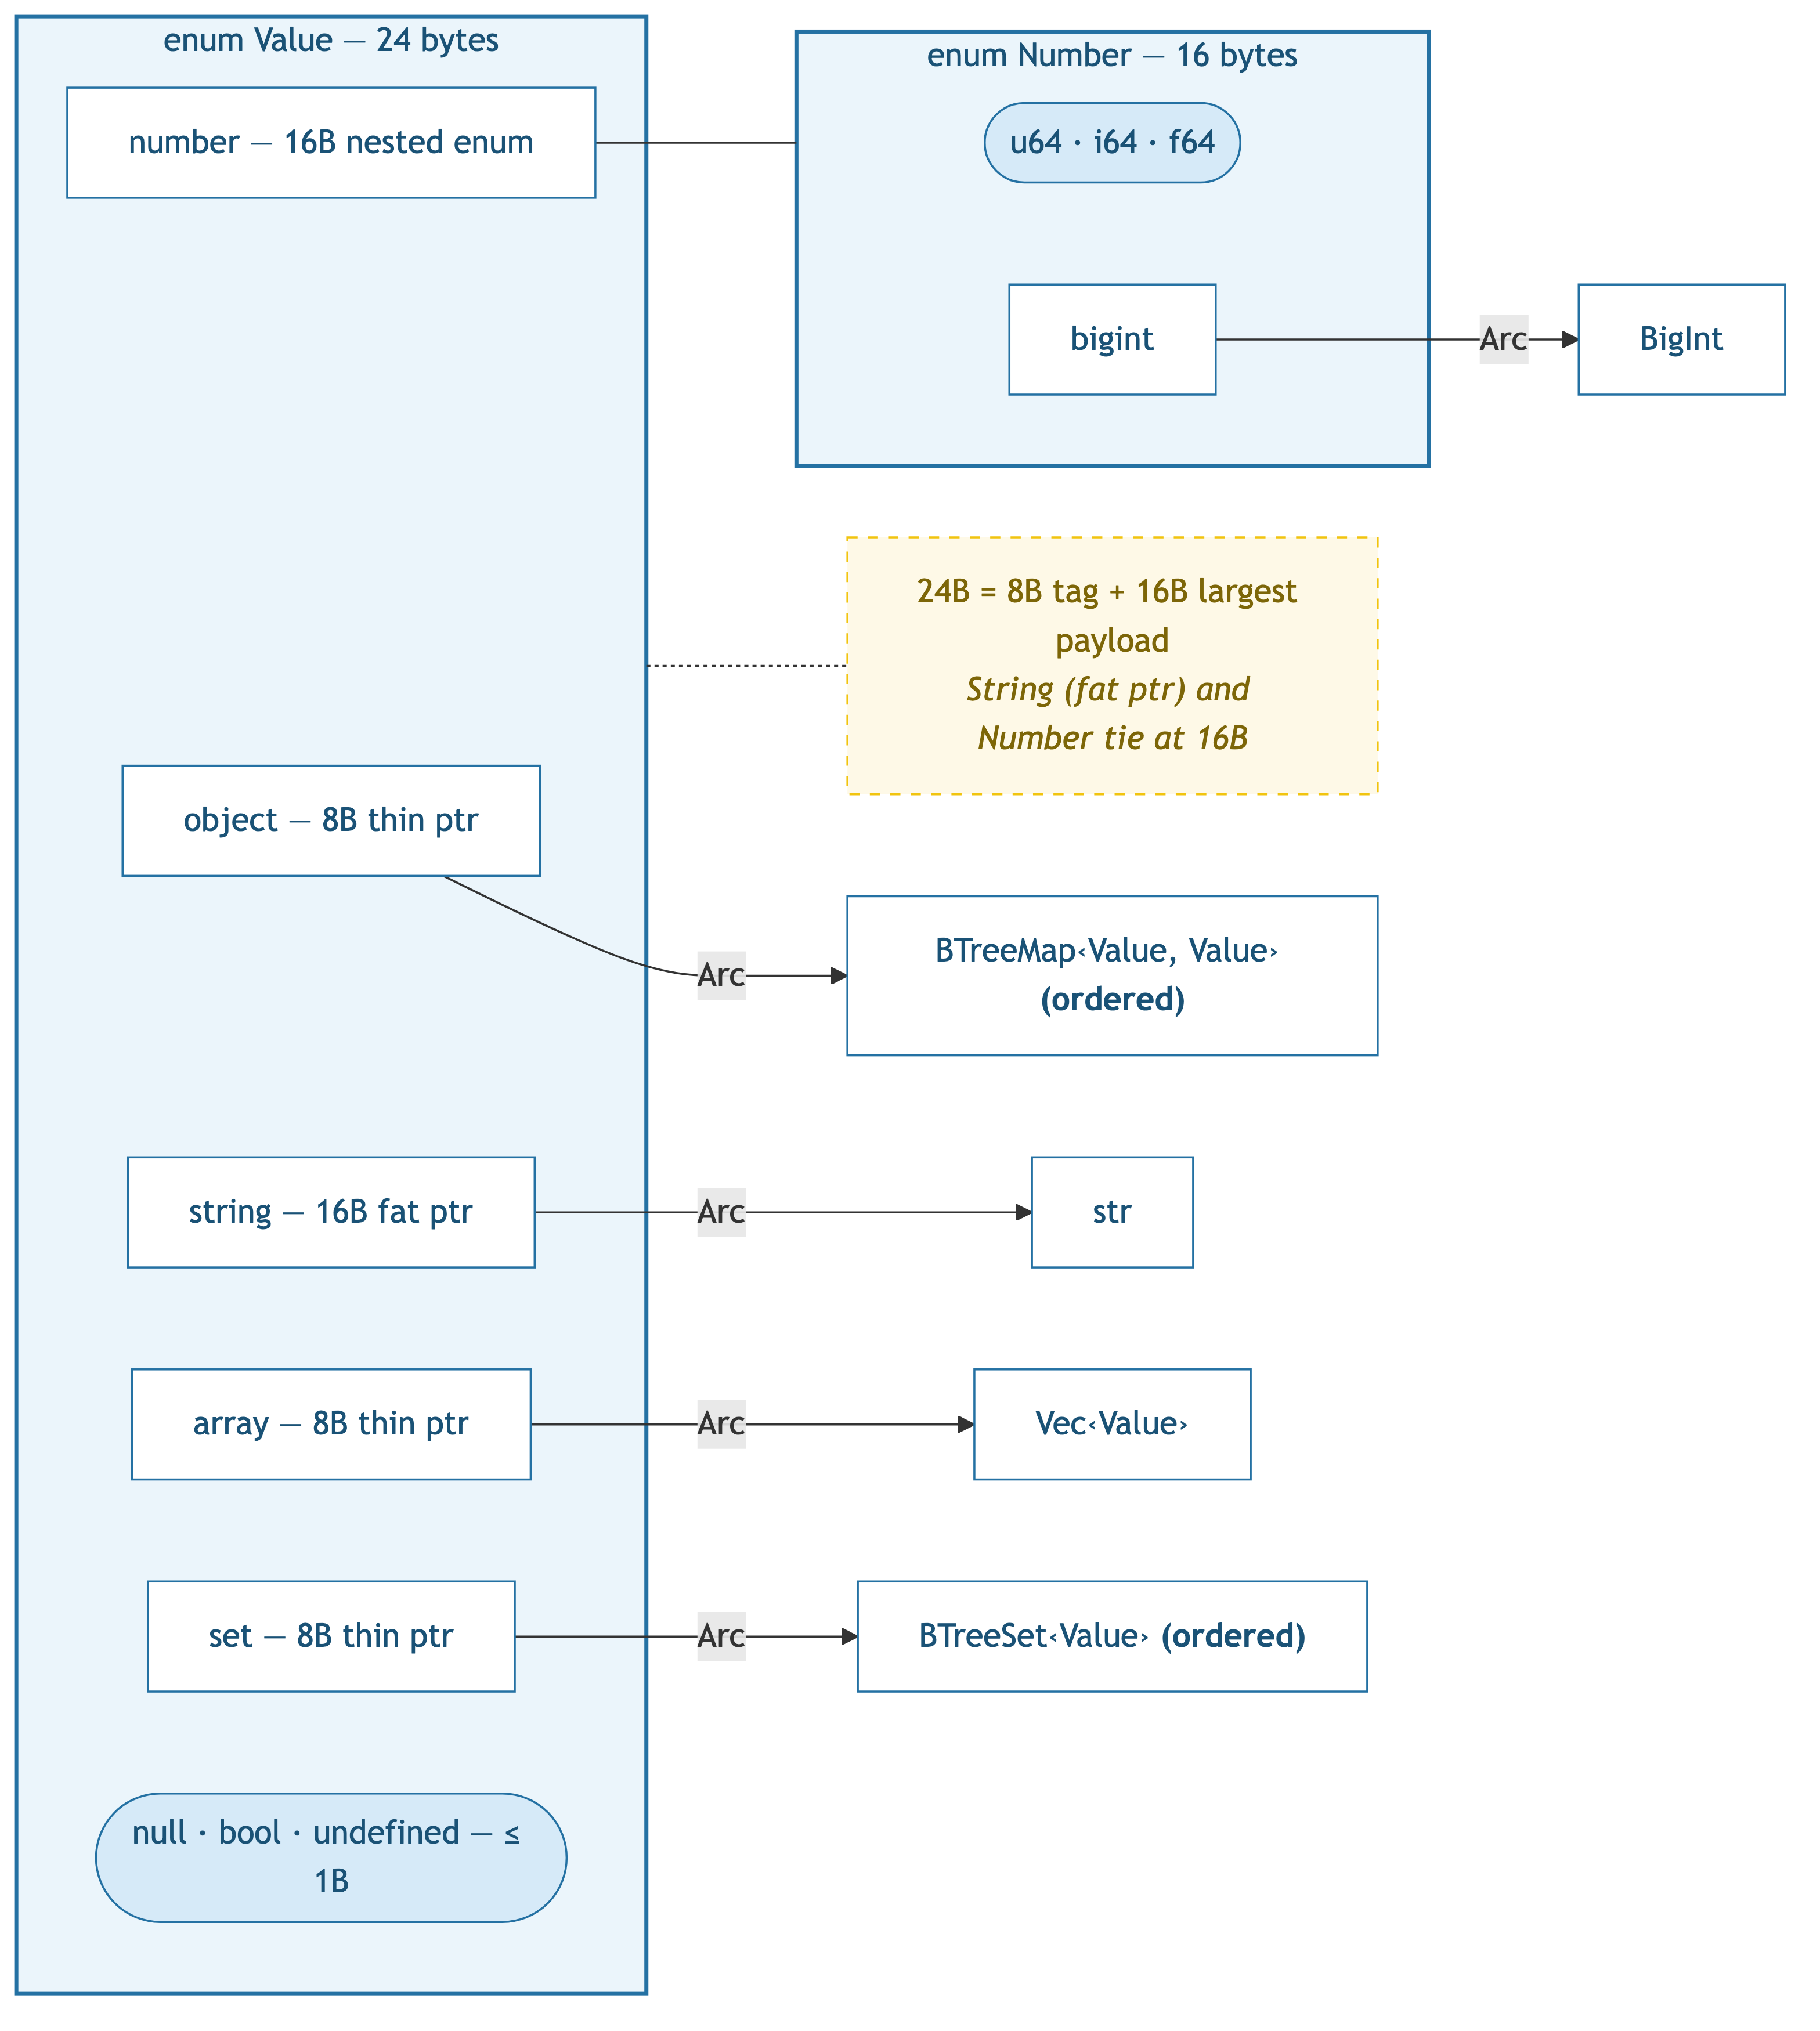 enum Value — 24 bytes
number — 16B nested enum
enum Number — 16 bytes
u64 · i64 · f64
bigint
Arc
BigInt
24B = 8B tag + 16B largest
payload
String (fat ptr) and
Number tie at 16B
object — 8B thin ptr
Arc
BTreeMap‹Value, Value›
(ordered)
string — 16B fat ptr
Arc
str
array — 8B thin ptr
Arc
Vec‹Value›
set — 8B thin ptr
Arc
BTreeSet‹Value› (ordered)
null · bool · undefined — ≤
1B